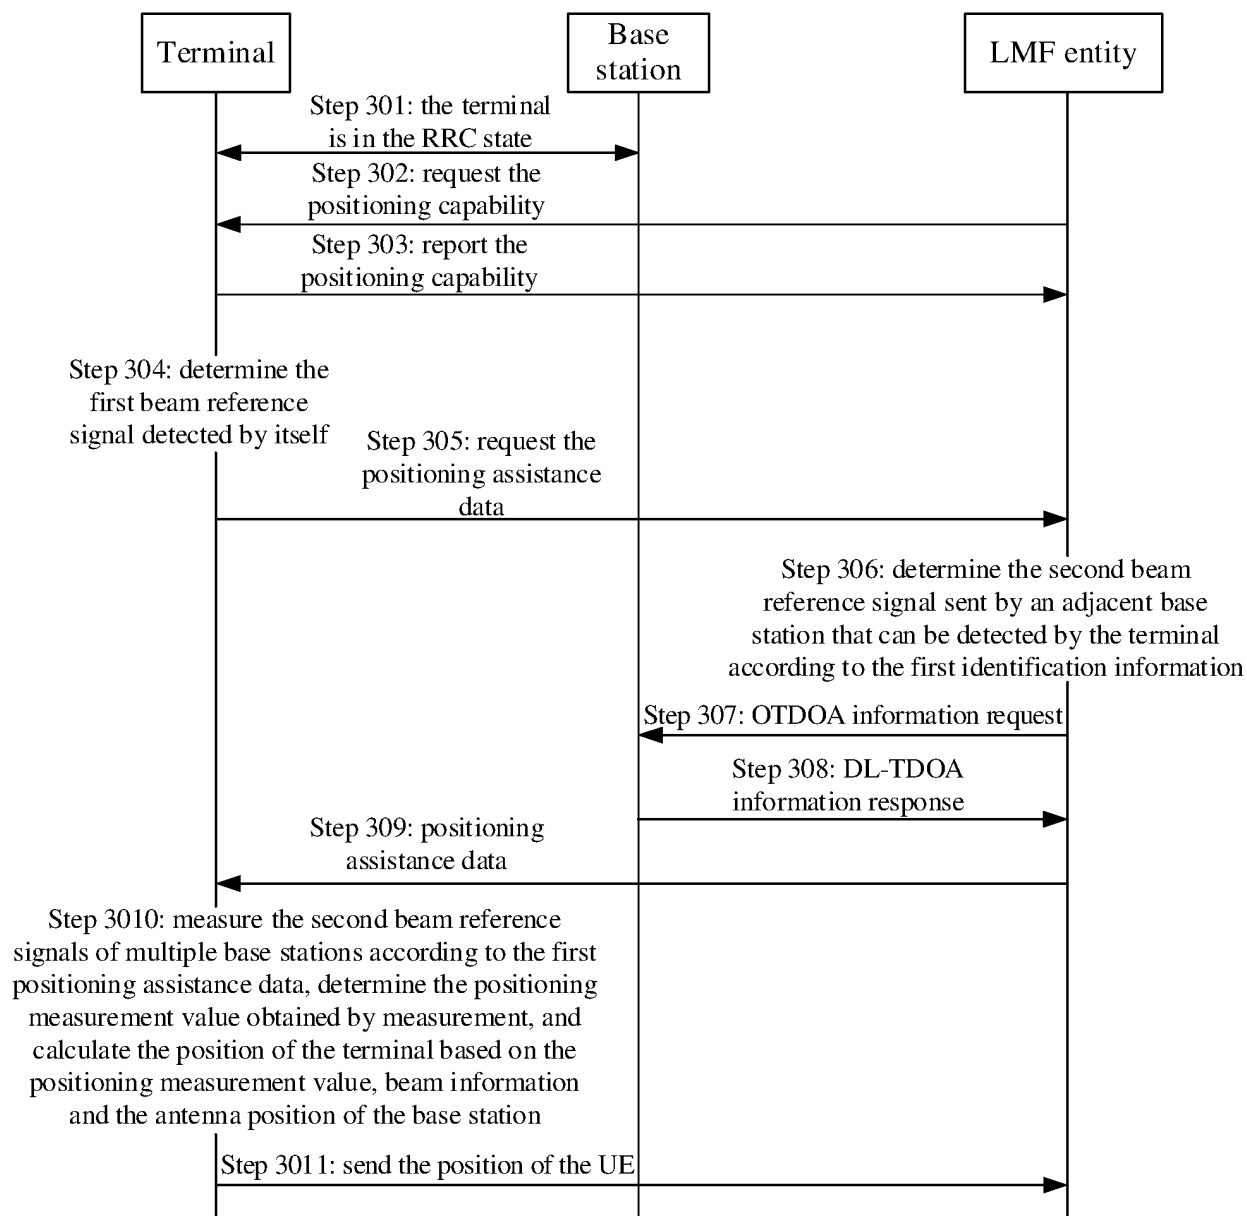 Terminal
Base
station
LMF entity
Step 301: the terminal
is in the RRC state
Step 302: request the
positioning capability
Step 303: report the
positioning capability
Step 304: determine the
first beam reference
signal detected by itself
Step 305: request the
positioning assistance
data
Step 306: determine the second beam
reference signal sent by an adjacent base
station that can be detected by the terminal
according to the first identification information
Step 307: OTDOA information request
Step 308: DL-TDOA
information response
Step 309: positioning
assistance data
Step 3010: measure the second beam reference
signals of multiple base stations according to the first
positioning assistance data, determine the positioning
measurement value obtained by measurement, and
calculate the position of the terminal based on the
positioning measurement value, beam information
and the antenna position of the base station
Step 3011: send the position of the UE